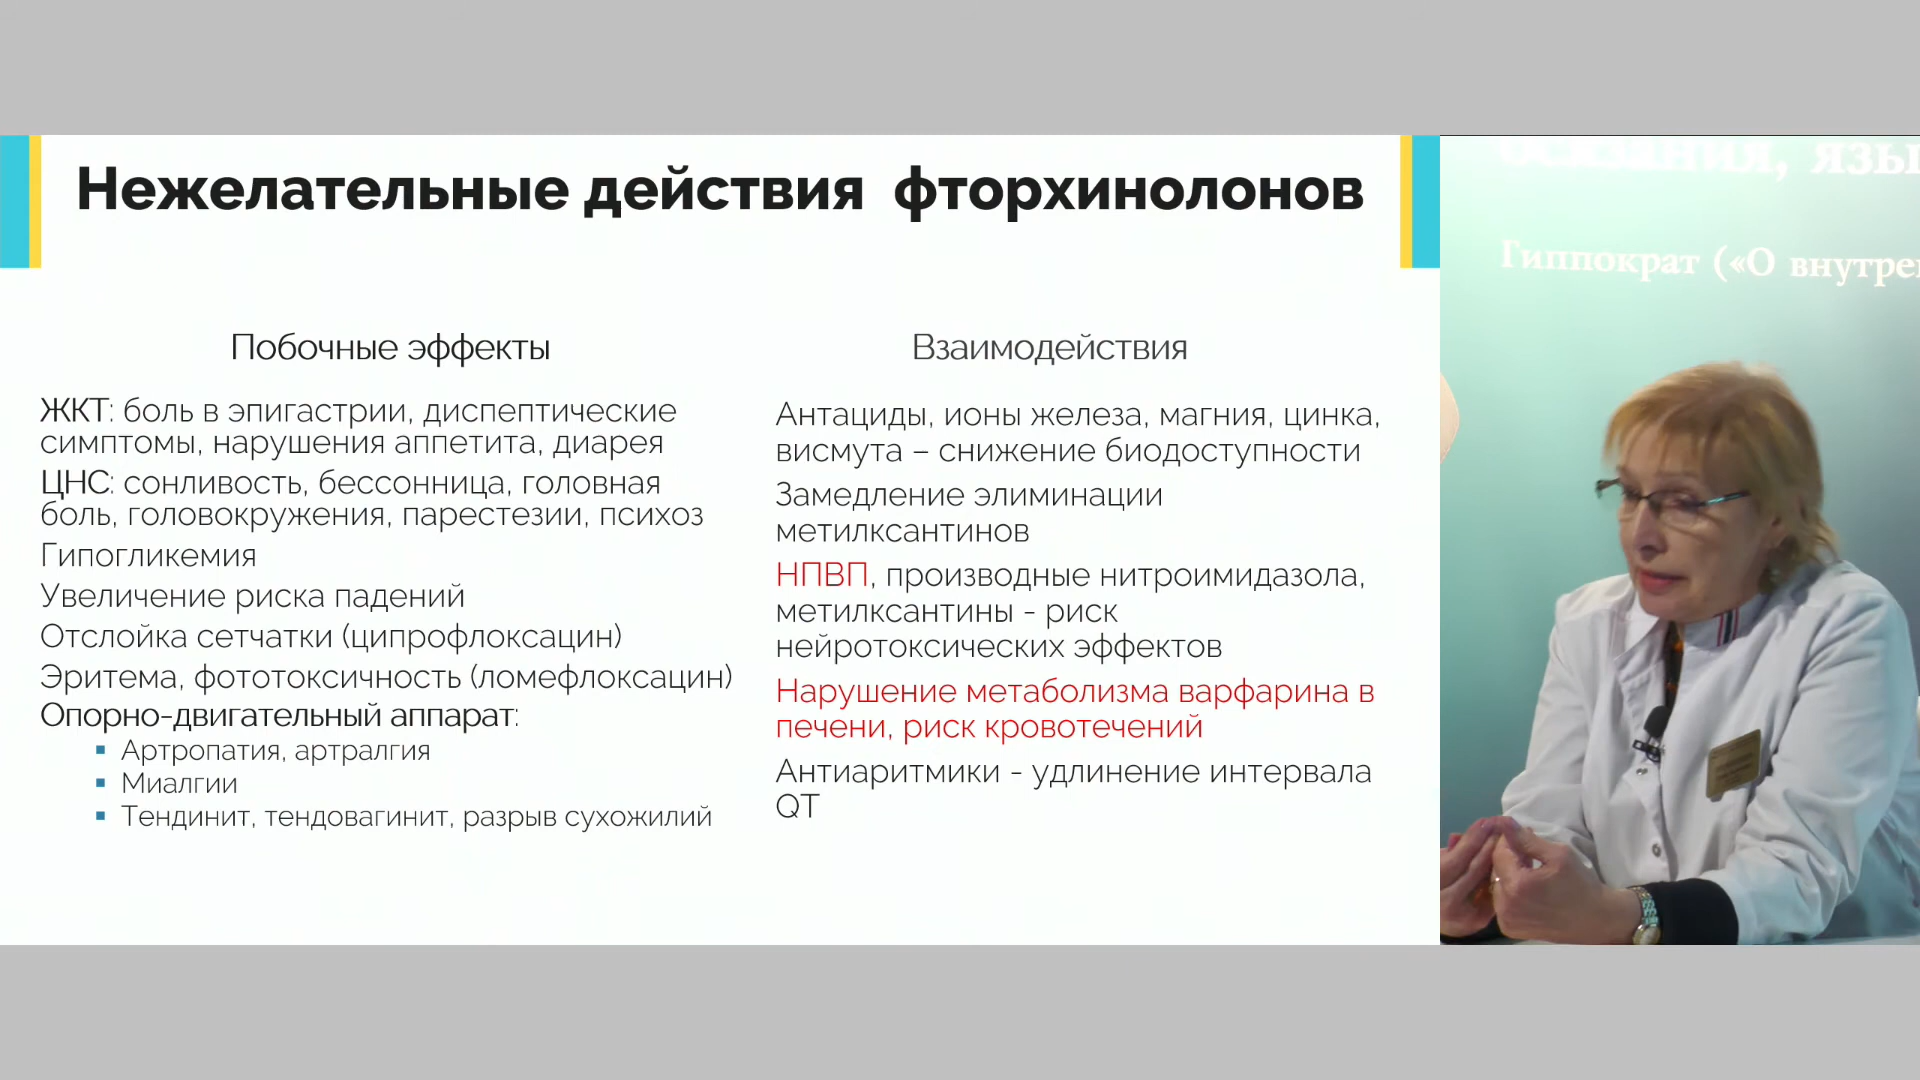 Нежелательные действия фторхинолонов
Побочные эффекты
ЖКТ: боль в эпигастрии, диспептические
симптомы, нарушения аппетита, диарея
ЦНС: сонливость, бессонница, головная
боль, головокружения, парестезии, психоз
Гипогликемия
Увеличение риска падений
Отслойка сетчатки (ципрофлоксацин)
Эритема, фототоксичность (ломефлоксацин)
Опорно-двигательный аппарат:
Артропатия, артралгия
Миалгии
Тендинит, тендовагинит, разрыв сухожилий
Взаимодействия
Антациды, ионы железа, магния, цинка,
висмута – снижение биодоступности
Замедление элиминации
метилксантинов
НПВП, производные нитроимидазола,
метилксантины - риск
нейротоксических эффектов
Нарушение метаболизма варфарина в
печени, риск кровотечений
Антиаритмики - удлинение интервала
QT
Гиппократ («О